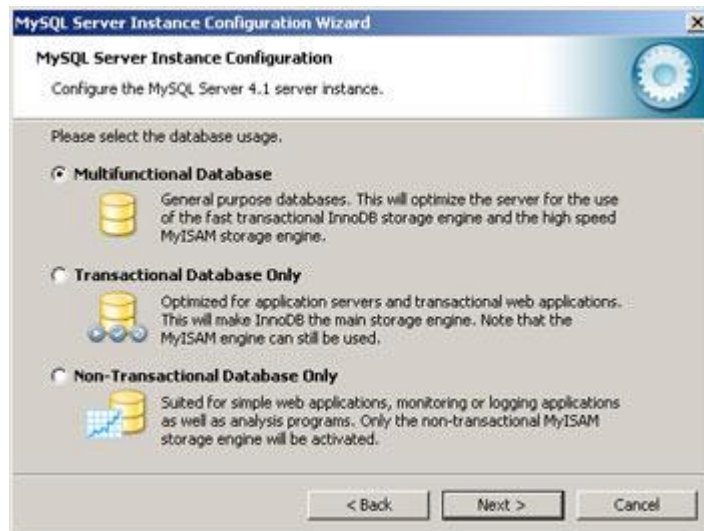 MySQL Server Instance Configuration Wizard
MySQL Server Instance Configuration
Configure the MySQL Server 4.1 server instance.
Please select the database usage.
Multifunctional Database
General purpose databases. This will optimize the server for the use
of the fast transactional InnoDB storage engine and the high speed
MyISAM storage engine.
Transactional Database Only
Optimized for application servers and transactional web applications.
This will make InnoDB the main storage engine. Note that the
MyISAM engine can still be used.
Non-Transactional Database Only
Suited for simple web applications, monitoring or logging applications
as well as analysis programs. Only the non-transactional MyISAM
storage engine will be activated.
< Back Next > Cancel